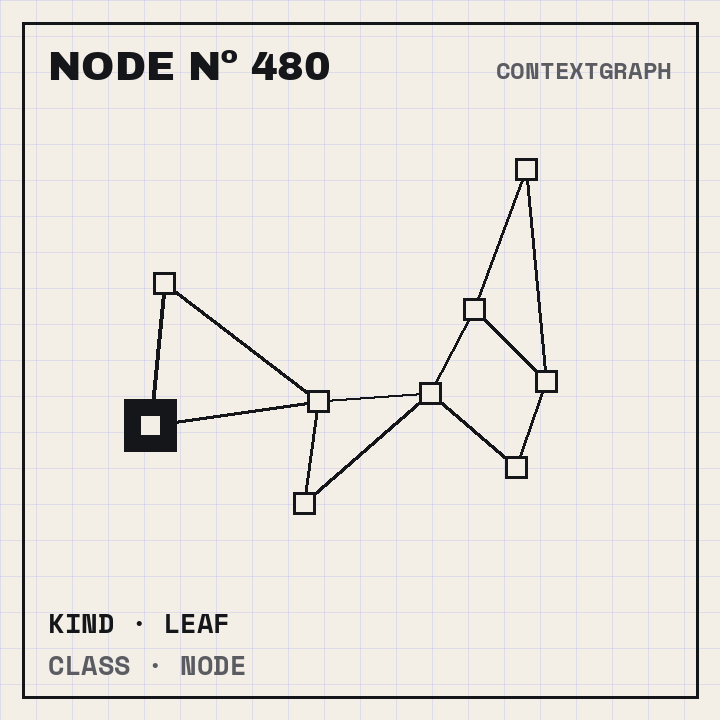 NODE Nº 480
CONTEXTGRAPH
KIND · LEAF
CLASS · NODE